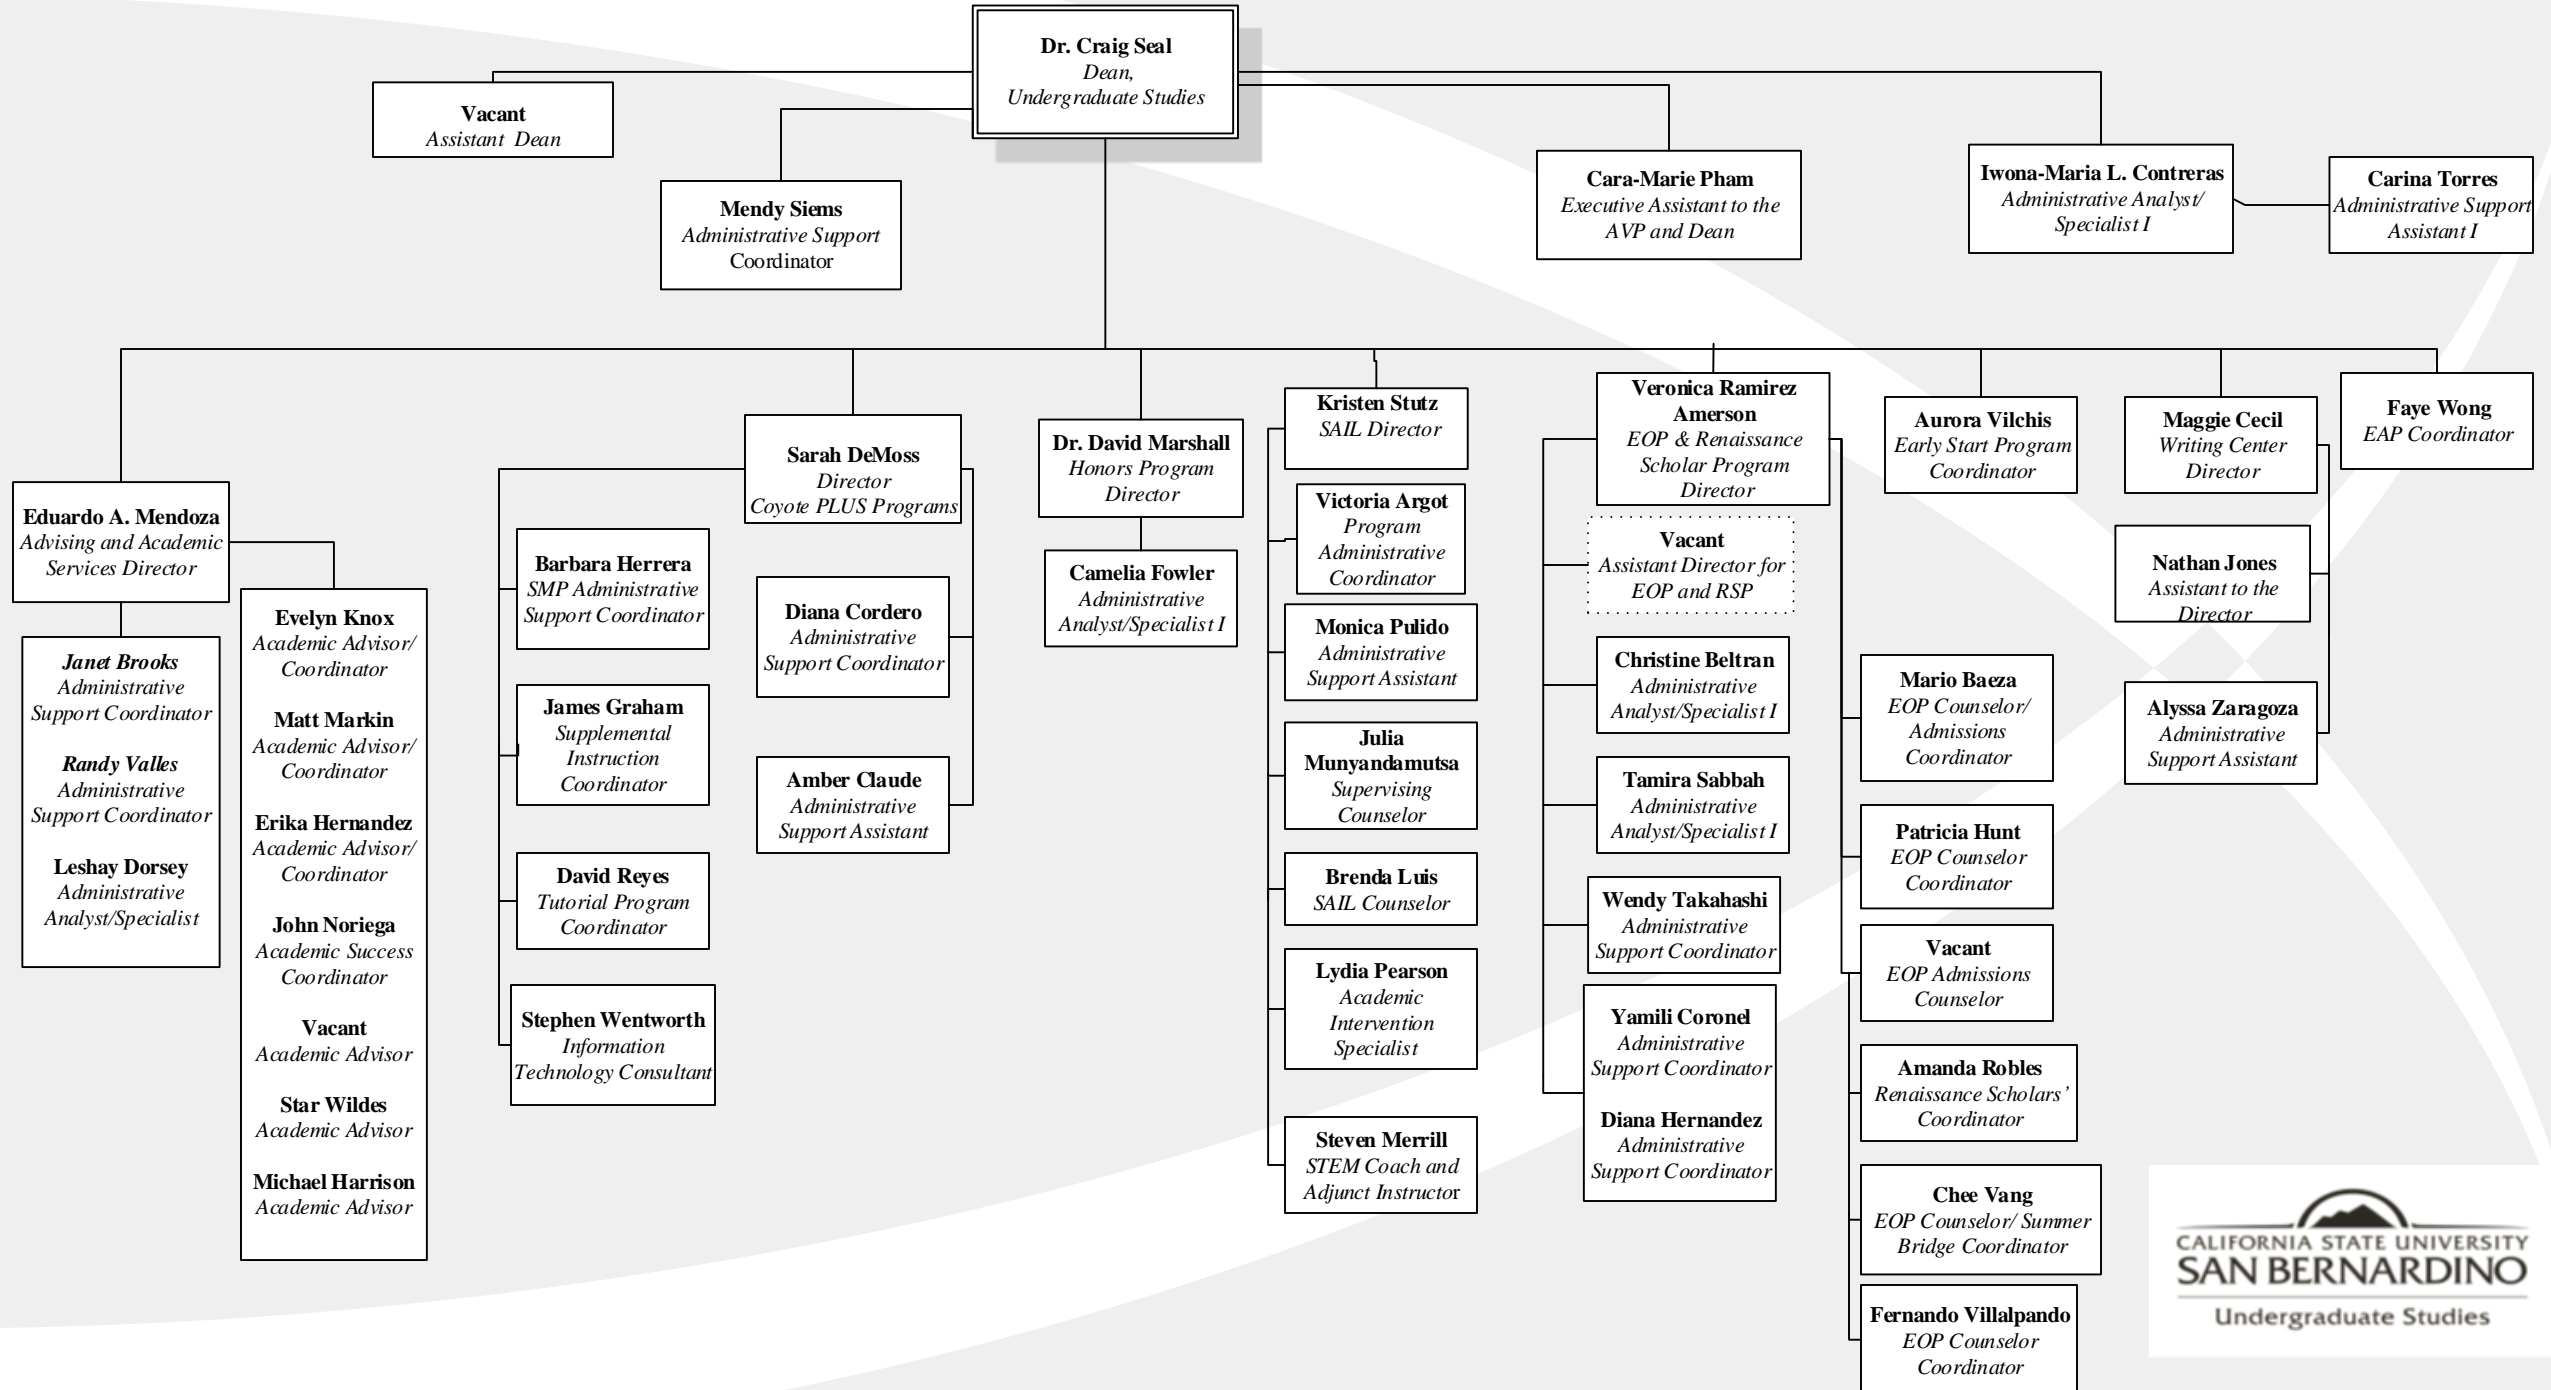 Dr. Craig Seal
Dean,
Undergraduate Studies
Vacant
Assistant Dean
Mendy Siems
Administrative Support
Coordinator
Cara-Marie Pham
Executive Assistant to the
AVP and Dean
Iwona-Maria L. Contreras
Administrative Analyst/
Specialist I
Carina Torres
Administrative Support
Assistant I
Eduardo A. Mendoza
Advising and Academic
Services Director
Janet Brooks
Administrative
Support Coordinator
Randy Valles
Administrative
Support Coordinator
Leshay Dorsey
Administrative
Analyst/Specialist
Evelyn Knox
Academic Advisor/
Coordinator
Matt Markin
Academic Advisor/
Coordinator
Erika Hernandez
Academic Advisor/
Coordinator
John Noriega
Academic Success
Coordinator
Vacant
Academic Advisor
Star Wildes
Academic Advisor
Michael Harrison
Academic Advisor
Sarah DeMoss
Director
Coyote PLUS Programs
Barbara Herrera
SMP Administrative
Support Coordinator
James Graham
Supplemental
Instruction
Coordinator
David Reyes
Tutorial Program
Coordinator
Stephen Wentworth
Information
Technology Consultant
Diana Cordero
Administrative
Support Coordinator
Amber Claude
Administrative
Support Assistant
Dr. David Marshall
Honors Program
Director
Camelia Fowler
Administrative
Analyst/Specialist I
Kristen Stutz
SAIL Director
Victoria Argot
Program
Administrative
Coordinator
Monica Pulido
Administrative
Support Assistant
Julia
Munyandamutsa
Supervising
Counselor
Brenda Luis
SAIL Counselor
Lydia Pearson
Academic
Intervention
Specialist
Steven Merrill
STEM Coach and
Adjunct Instructor
Veronica Ramirez
Amerson
EOP & Renaissance
Scholar Program
Director
Vacant
Assistant Director for
EOP and RSP
Christine Beltran
Administrative
Analyst/Specialist I
Tamira Sabbah
Administrative
Analyst/Specialist I
Wendy Takahashi
Administrative
Support Coordinator
Yamili Coronel
Administrative
Support Coordinator
Diana Hernandez
Administrative
Support Coordinator
Mario Baeza
EOP Counselor/
Admissions
Coordinator
Patricia Hunt
EOP Counselor
Coordinator
Vacant
EOP Admissions
Counselor
Amanda Robles
Renaissance Scholars’
Coordinator
Chee Vang
EOP Counselor/ Summer
Bridge Coordinator
Fernando Villalpando
EOP Counselor
Coordinator
Aurora Vilchis
Early Start Program
Coordinator
Maggie Cecil
Writing Center
Director
Nathan Jones
Assistant to the
Director
Alyssa Zaragoza
Administrative
Support Assistant
Faye Wong
EAP Coordinator
CALIFORNIA STATE UNIVERSITY
SAN BERNARDINO
Undergraduate Studies